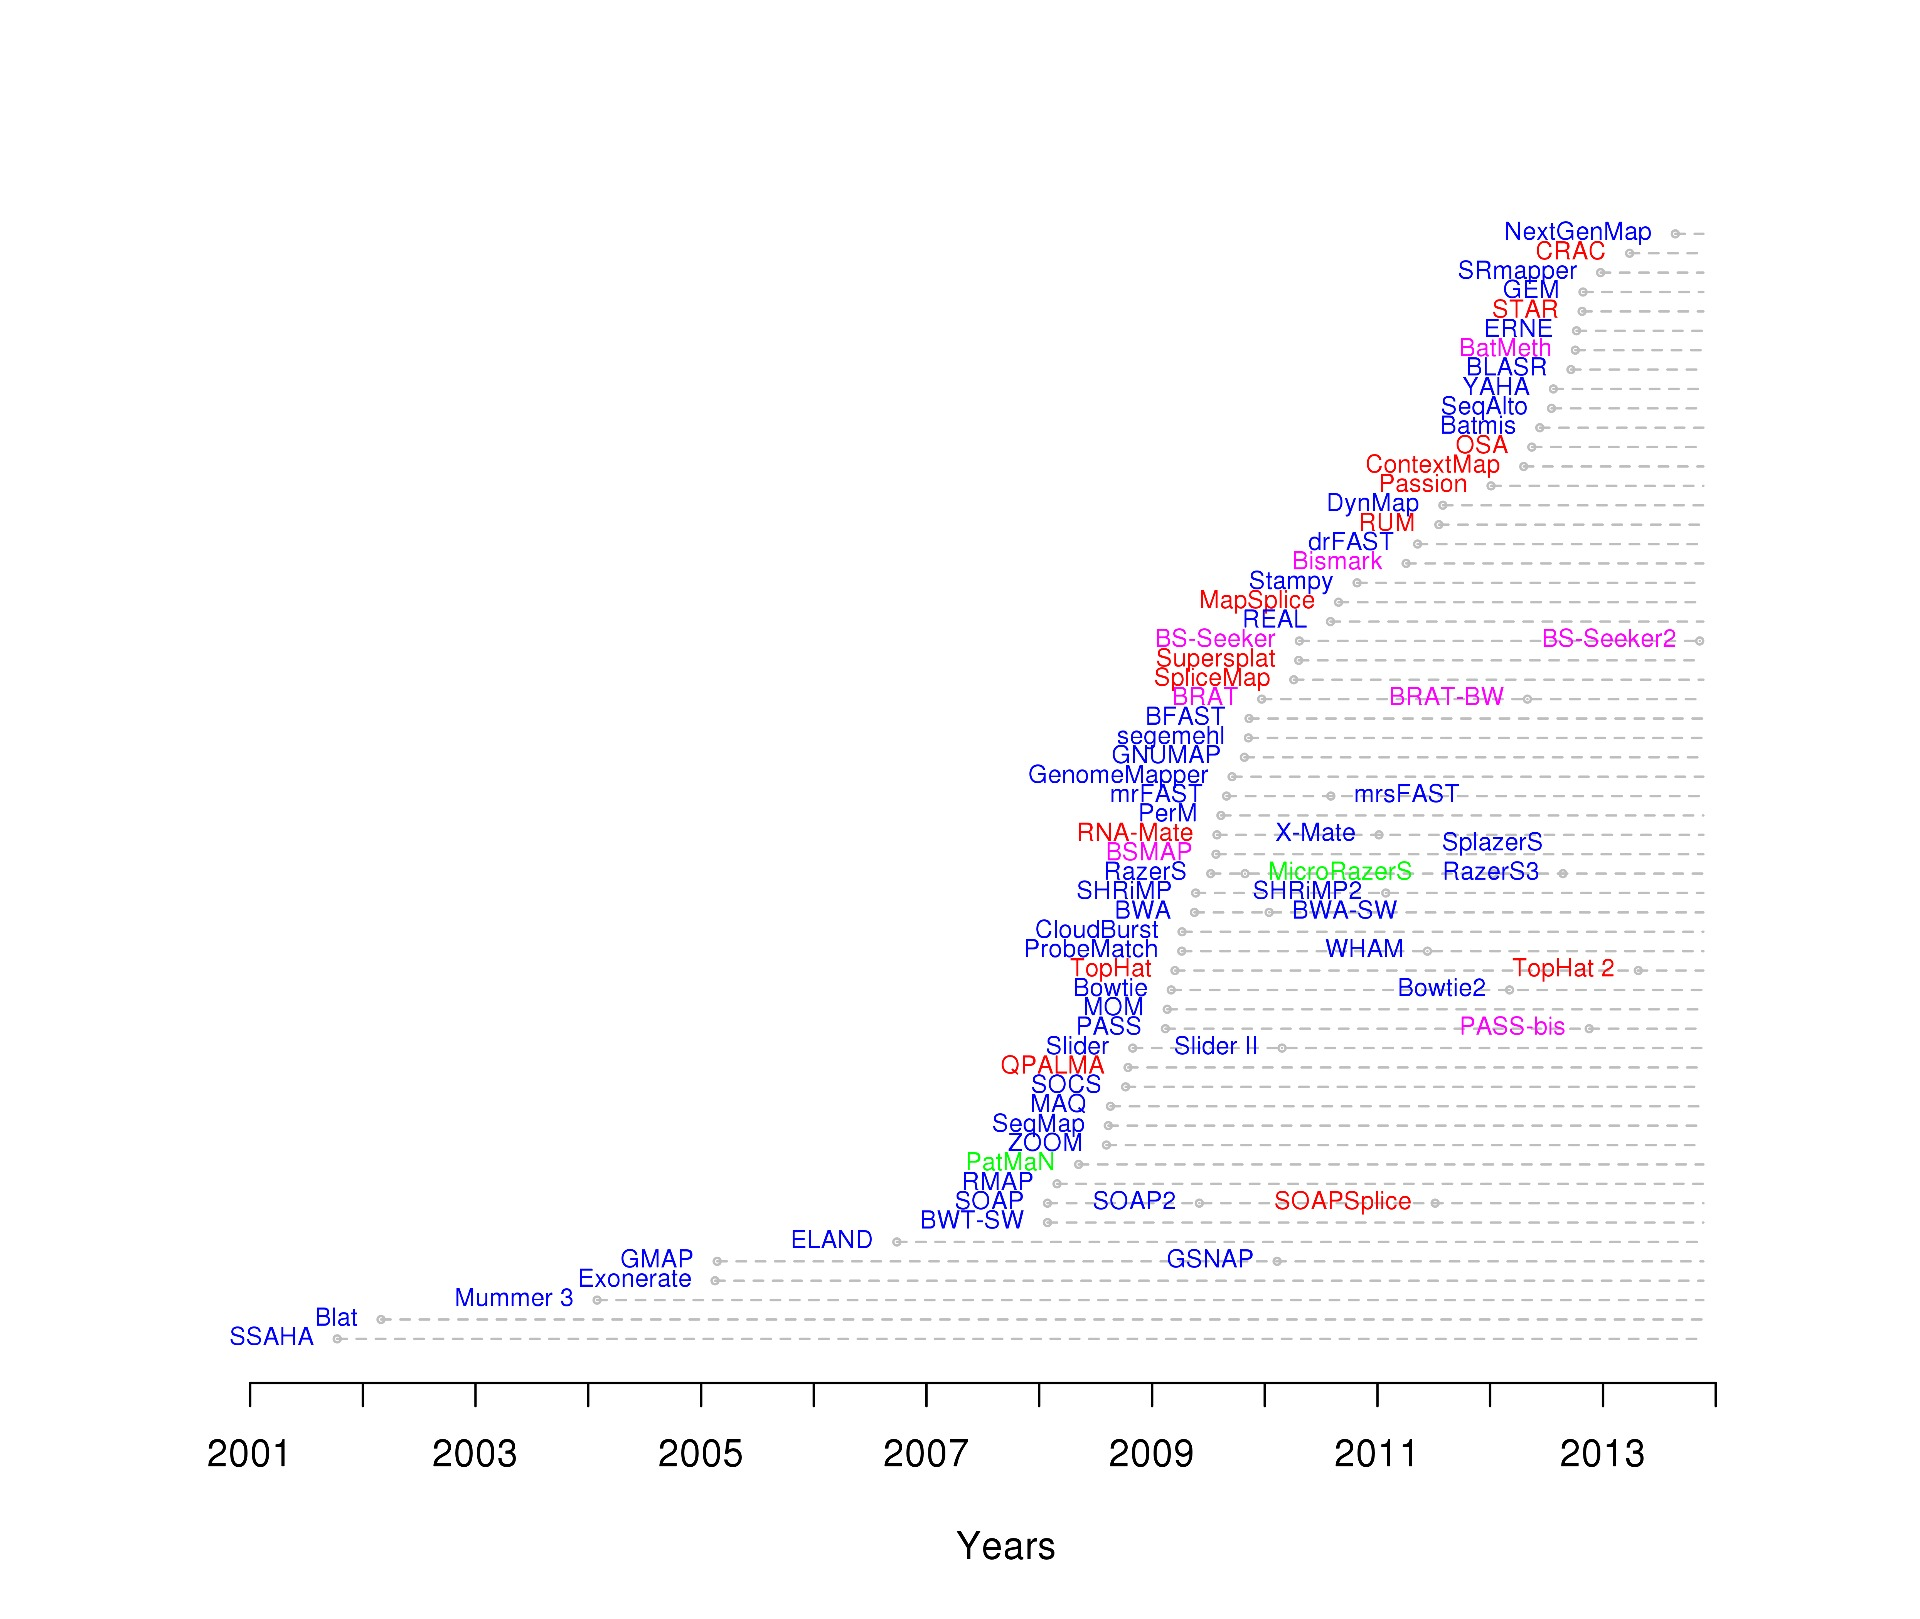 NextGenMap
CRAC
SRmapper
GEM
STAR
ERNE
BatMeth
BLASR
YAHA
SeqAlto
Batmis
OSA
ContextMap
Passion
DynMap
RUM
drFAST
Bismark
Stampy
MapSplice
REAL
BS-Seeker BS-Seeker2
Supersplat
SpliceMap
BRAT BRAT-BW
BFAST
segemehl
GNUMAP
GenomeMapper
mrFAST mrsFAST
PerM
RNA-Mate X-Mate
SplazerS
BSMAP
RazerS MicroRazerS RazerS3
SHRiMP SHRiMP2
BWA BWA-SW
CloudBurst
ProbeMatch WHAM
TopHat TopHat 2
Bowtie Bowtie2
MOM
PASS PASS-bis
Slider Slider II
QPALMA
SOCS
MAQ
SeqMap
ZOOM
PatMaN
RMAP
SOAP SOAP2 SOAPSplice
BWT-SW
ELAND
GMAP GSNAP
Exonerate
Mummer 3
Blat
SSAHA
2001 2003 2005 2007 2009 2011 2013
Years